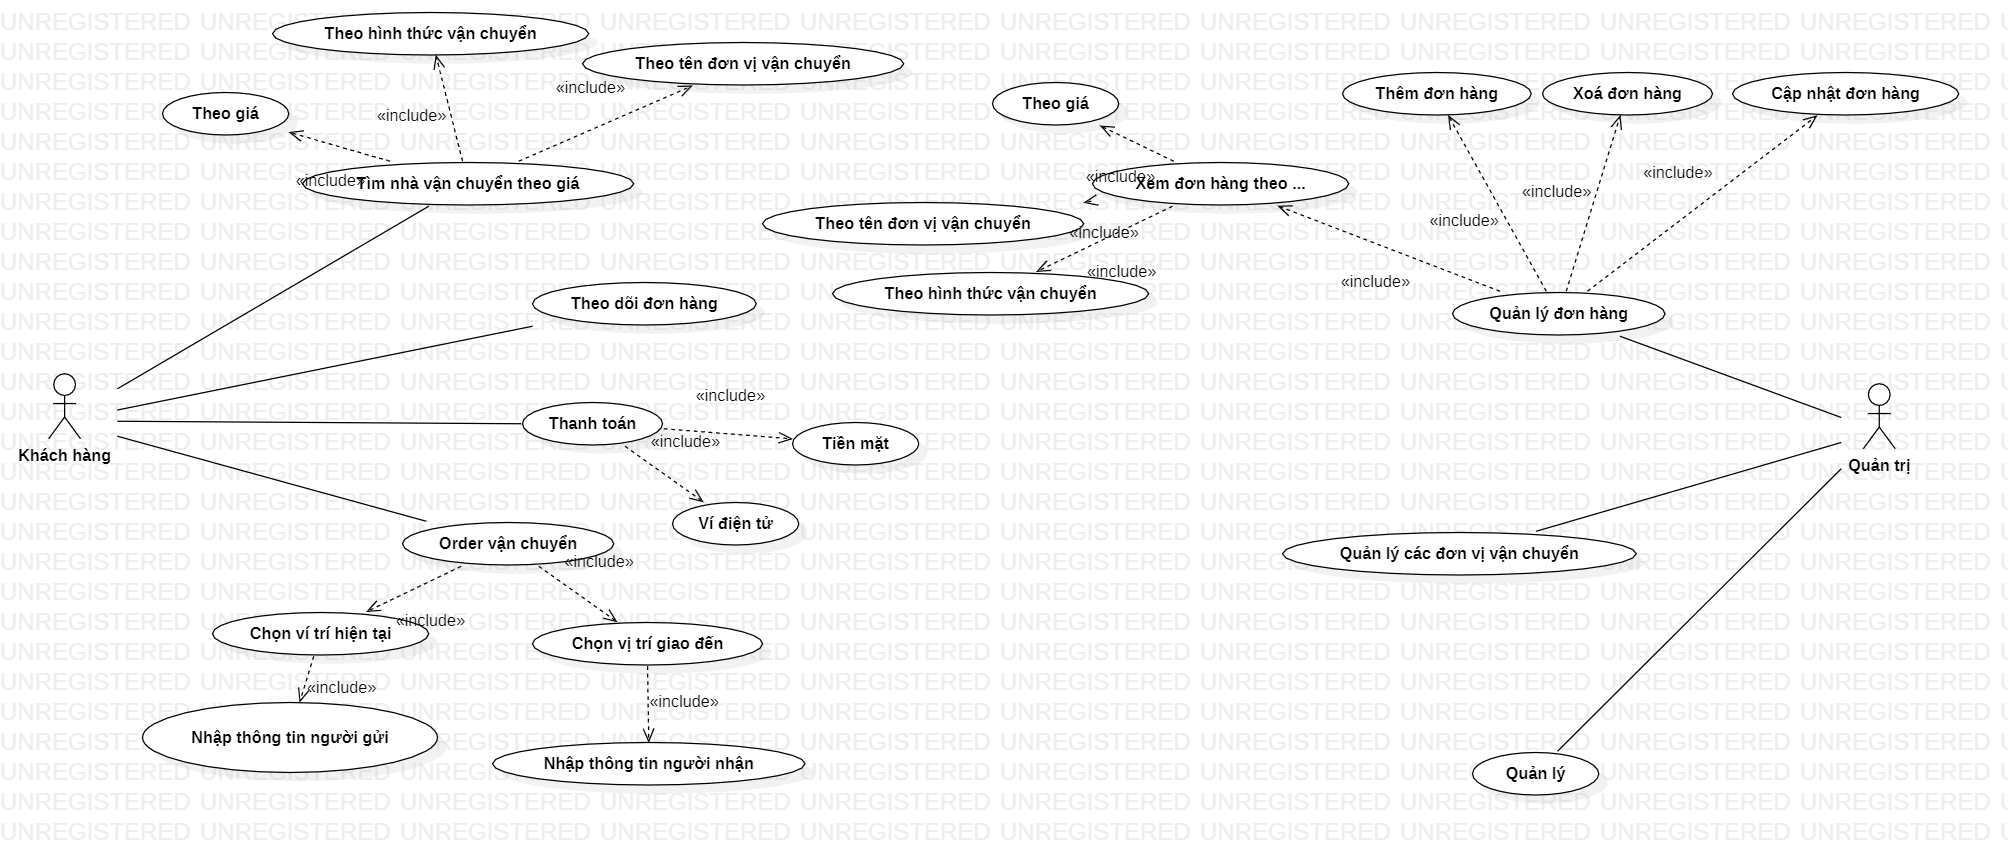 Theo hình thức vận chuyển
Theo tên đơn vị vận chuyển
«include»
Theo giá
«include»
«include»
Tìm nhà vận chuyển theo giá
Theo giá
«include»
Xem đơn hàng theo ...
Theo tên đơn vị vận chuyển
«include»
«include»
Theo hình thức vận chuyển
Thêm đơn hàng
Xoá đơn hàng
Cập nhật đơn hàng
«include»
«include»
«include»
«include»
Quản lý đơn hàng
Theo dõi đơn hàng
Khách hàng
«include»
Thanh toán
«include»
Tiền mặt
Ví điện tử
Order vận chuyển
«include»
Chọn ví trí hiện tại
«include»
Chọn vị trí giao đến
«include»
«include»
Nhập thông tin người gửi
Nhập thông tin người nhận
Quản trị
Quản lý các đơn vị vận chuyển
Quản lý
UNREGISTERED